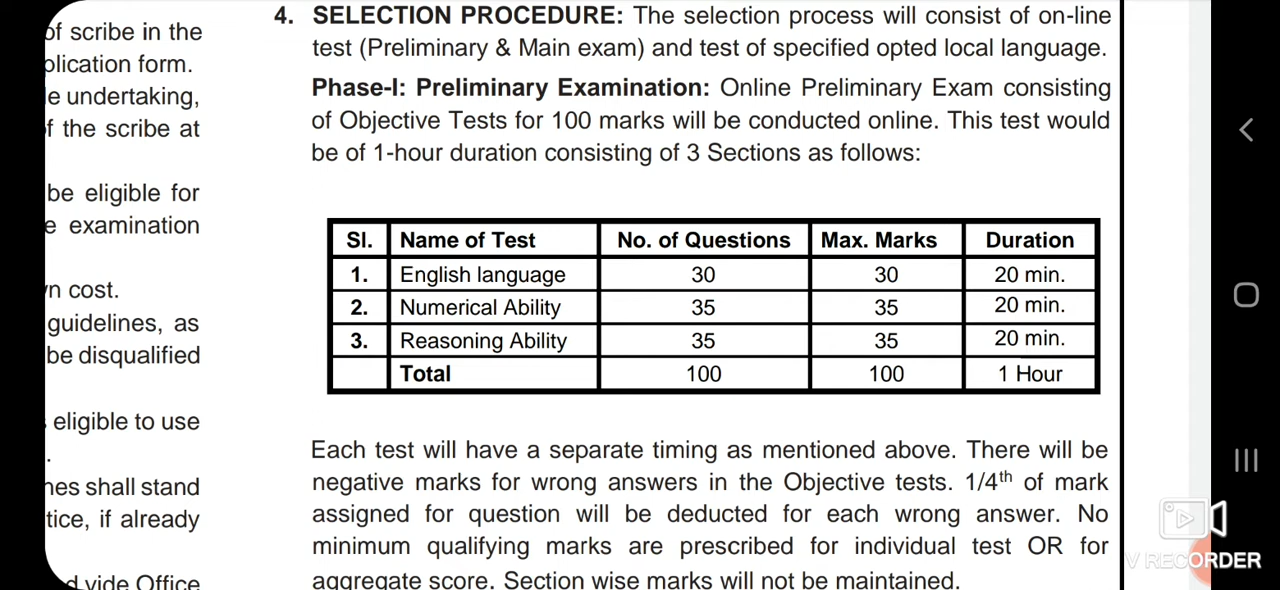 of scribe in the
plication form.
le undertaking,
of the scribe at
be eligible for
e examination
n cost.
guidelines, as
be disqualified
eligible to use
.
nes shall stand
tice, if already
d vide Office
4. SELECTION PROCEDURE: The selection process will consist of on-line
test (Preliminary & Main exam) and test of specified opted local language.
Phase-I: Preliminary Examination: Online Preliminary Exam consisting
of Objective Tests for 100 marks will be conducted online. This test would
be of 1-hour duration consisting of 3 Sections as follows:
Sl. Name of Test No. of Questions Max. Marks Duration
1. English language 30 30 20 min.
2. Numerical Ability 35 35 20 min.
3. Reasoning Ability 35 35 20 min.
Total 100 100 1 Hour
Each test will have a separate timing as mentioned above. There will be
negative marks for wrong answers in the Objective tests. 1/4th of mark
assigned for question will be deducted for each wrong answer. No
minimum qualifying marks are prescribed for individual test OR for
aggregate score. Section wise marks will not be maintained.
V RECORDER